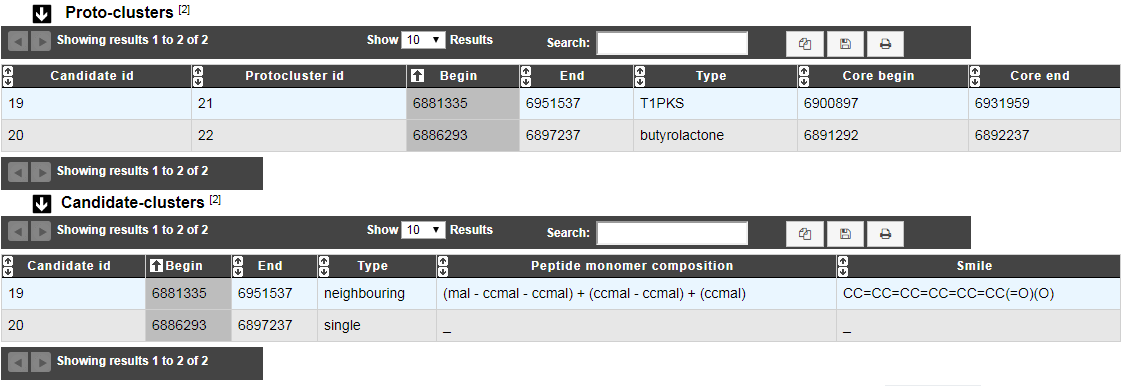 Proto-clusters [2]
Showing results 1 to 2 of 2 Show 10 Results Search:
Candidate id Protocluster id Begin End Type Core begin Core end
19 21 6881335 6951537 T1PKS 6900897 6931959
20 22 6886293 6897237 butyrolactone 6891292 6892237
Showing results 1 to 2 of 2
Candidate-clusters [2]
Showing results 1 to 2 of 2 Show 10 Results Search:
Candidate id Begin End Type Peptide monomer composition Smile
19 6881335 6951537 neighbouring (mal - ccmal - ccmal) + (ccmal - ccmal) + (ccmal) CC=CC=CC=CC=CC=CC(=O)(O)
20 6886293 6897237 single _ _
Showing results 1 to 2 of 2